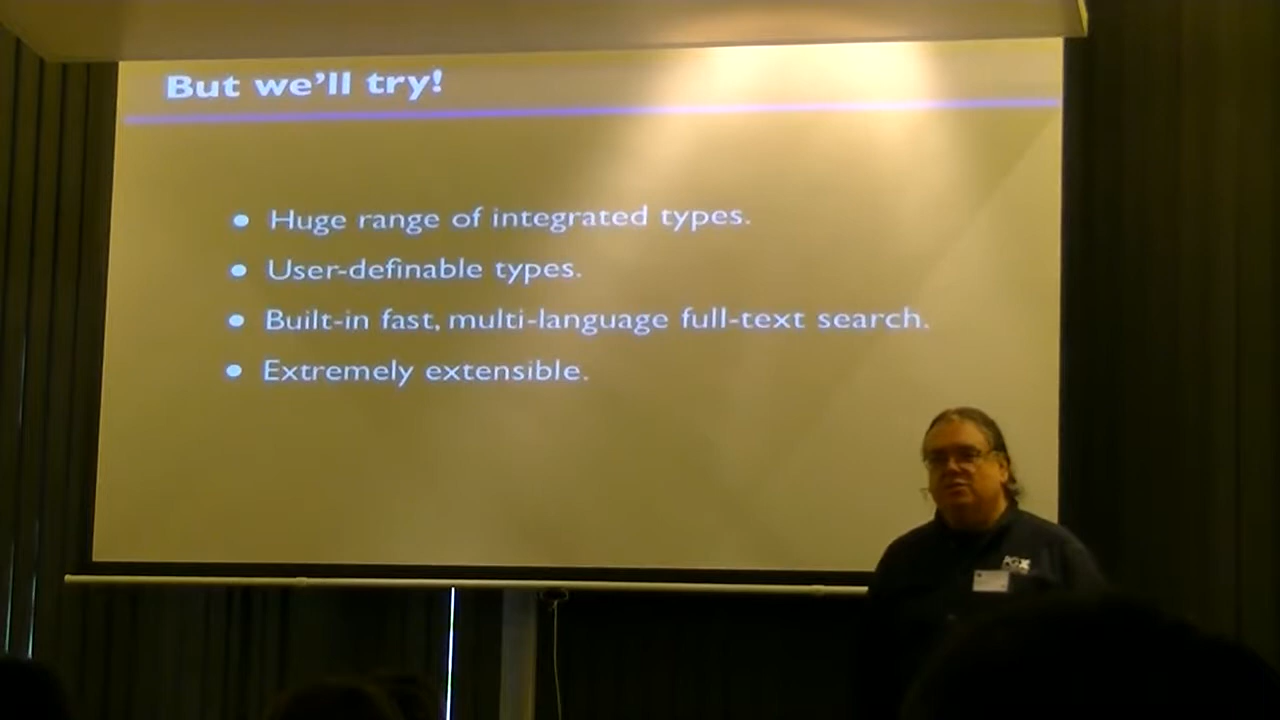 But we'll try!
• Huge range of integrated types.
• User-definable types.
• Built-in fast, multi-language full-text search.
• Extremely extensible.